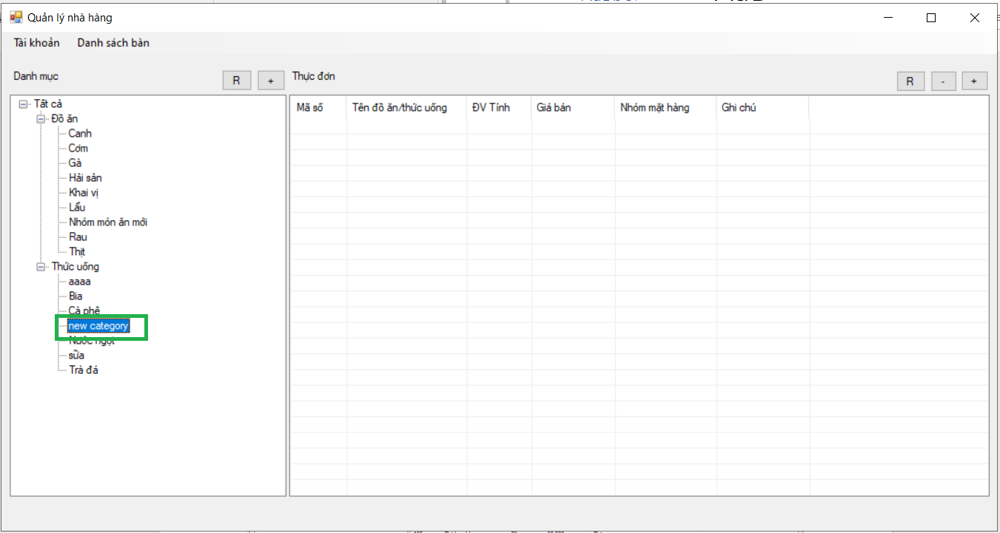 Quản lý nhà hàng
Tài khoản Danh sách bàn
Danh mục R + Thực đơn R - +
Mã số Tên đồ ăn/thức uống ĐV Tính Giá bán Nhóm mặt hàng Ghi chú
Tất cả
Đồ ăn
Canh
Cơm
Gà
Hải sản
Khai vị
Lẩu
Nhóm món ăn mới
Rau
Thịt
Thức uống
aaaa
Bia
Cà phê
new category
Nước ngọt
sữa
Trà đá